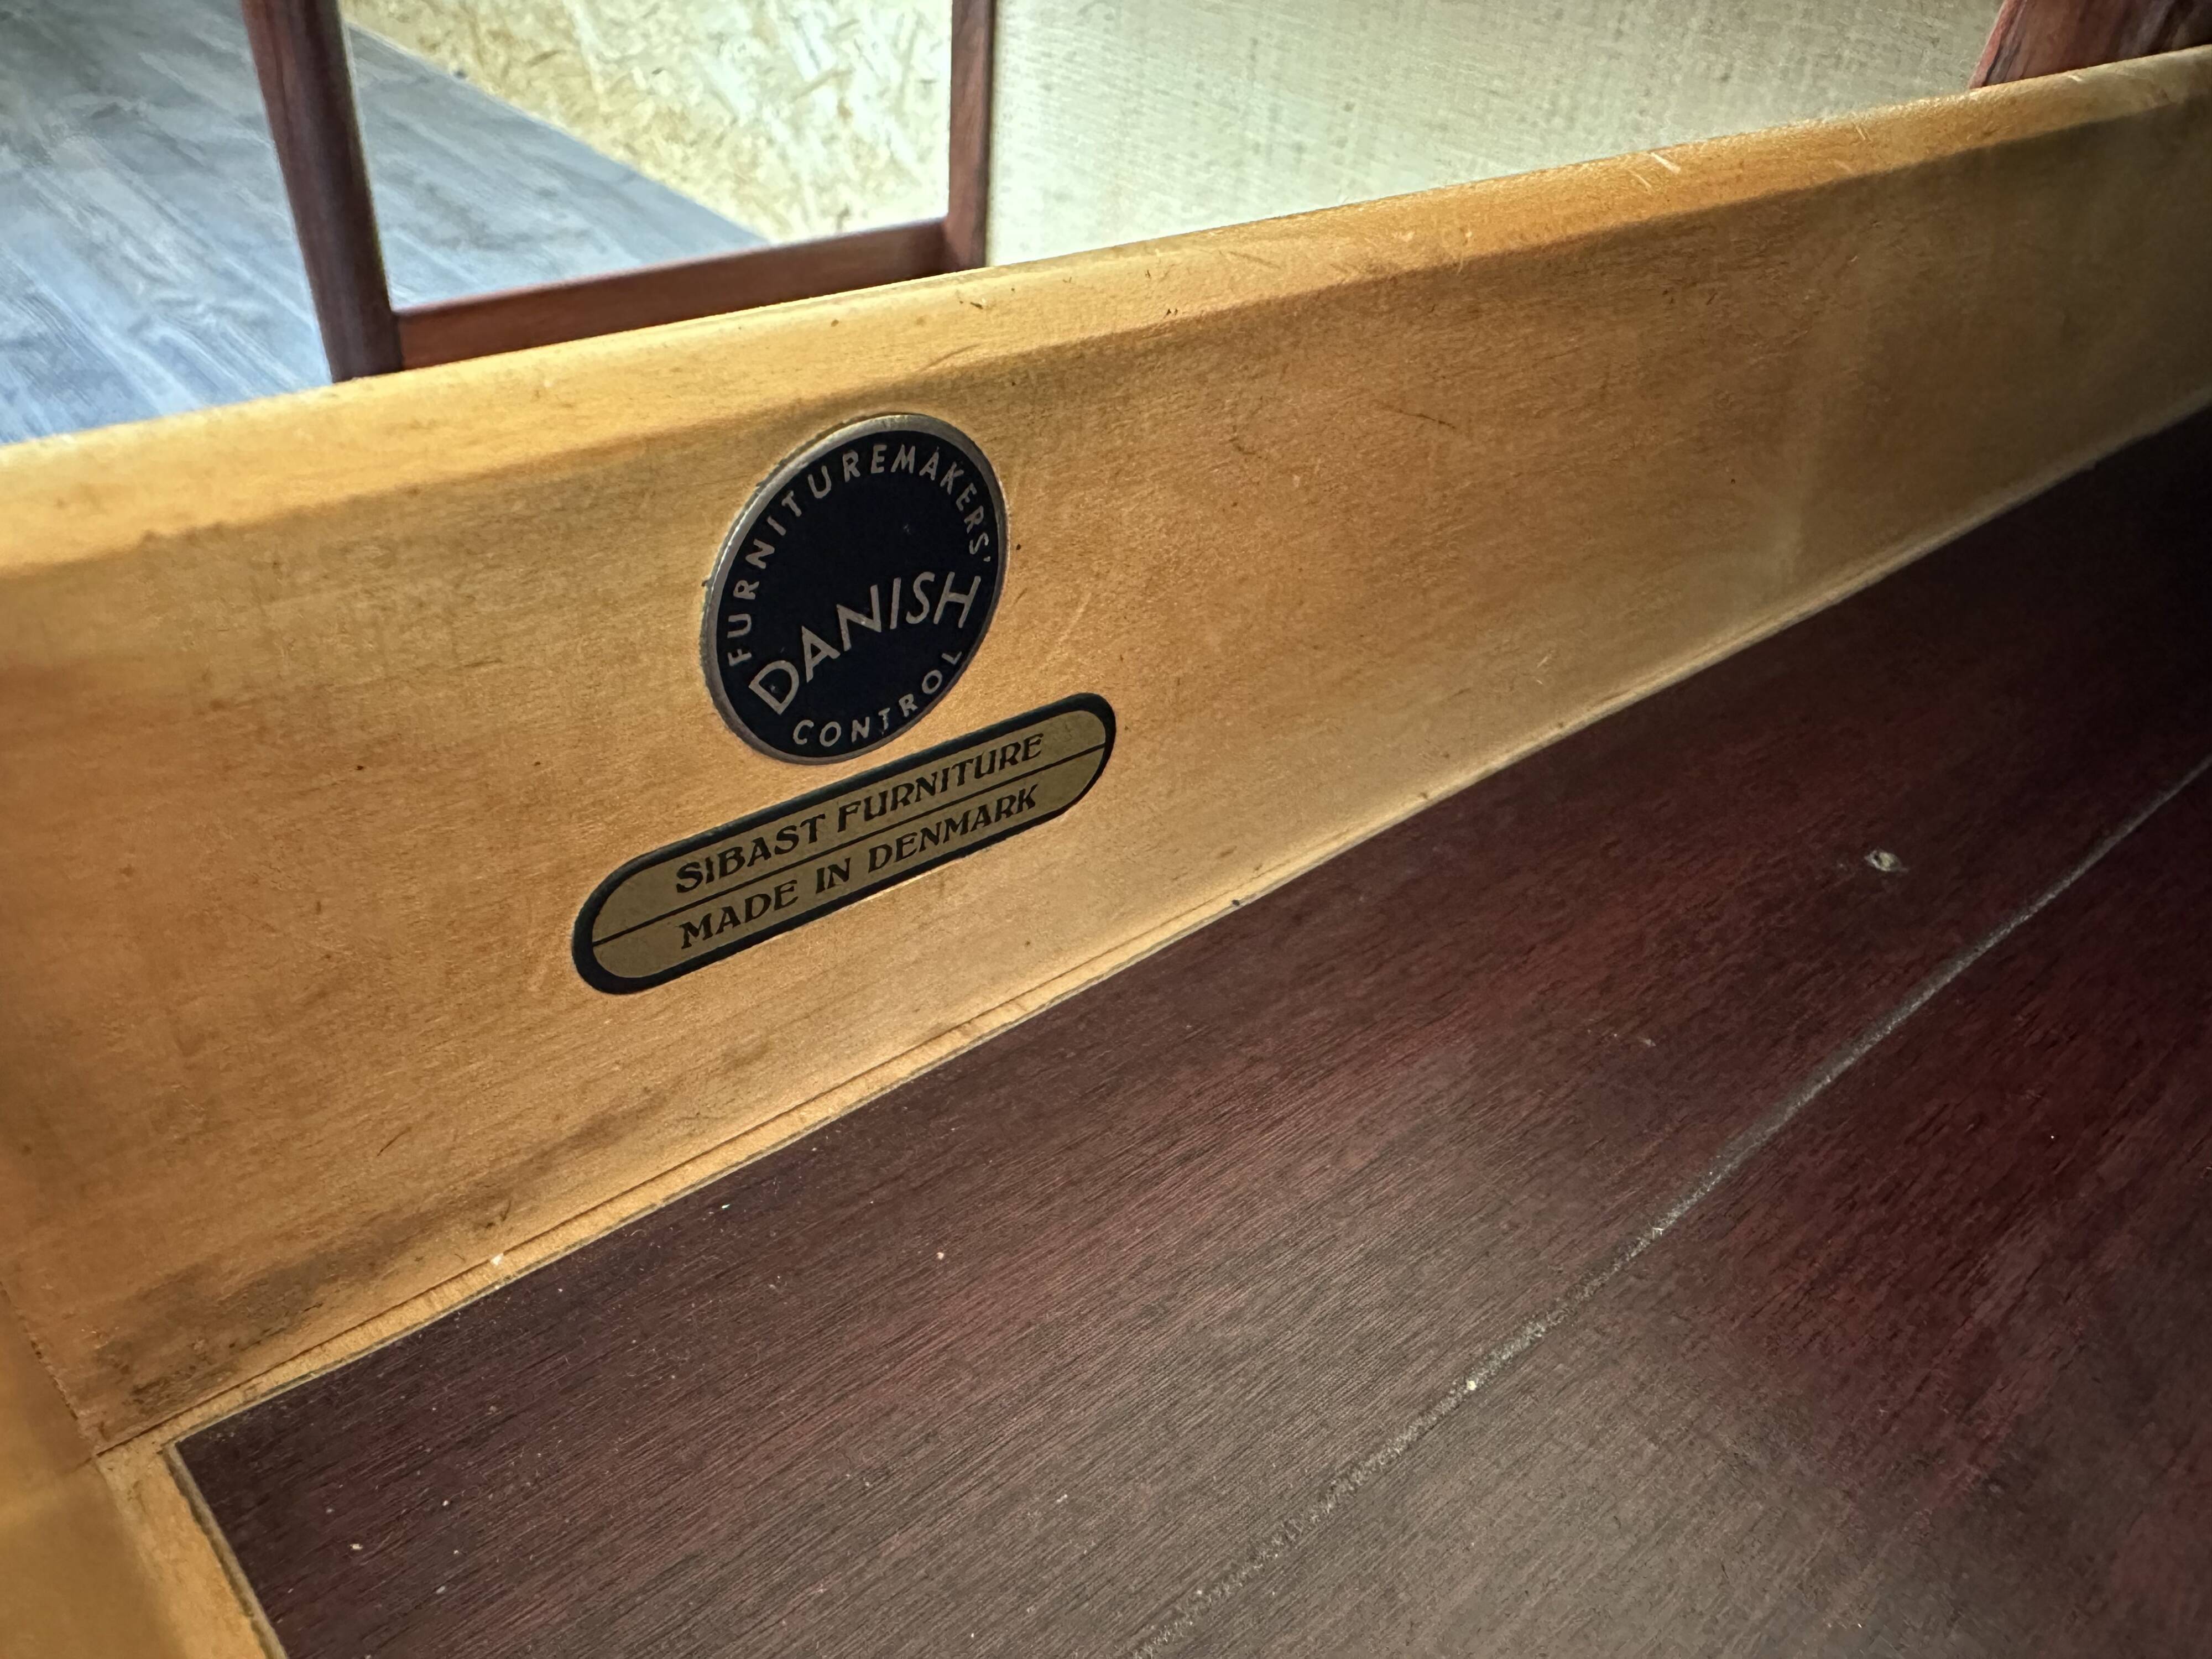 FURNITUREMAKERS'
DANISH
CONTROL
SIBAST FURNITURE
MADE IN DENMARK